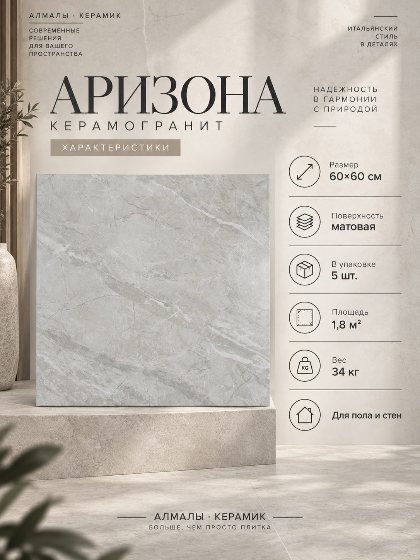 АЛМАЛЫ · КЕРАМИК
СОВРЕМЕННЫЕ
РЕШЕНИЯ
ДЛЯ ВАШЕГО
ПРОСТРАНСТВА
ИТАЛЬЯНСКИЙ
СТИЛЬ
В ДЕТАЛЯХ
АРИЗОНА
КЕРАМОГРАНИТ
ХАРАКТЕРИСТИКИ
НАДЕЖНОСТЬ
В ГАРМОНИИ
С ПРИРОДОЙ
Размер
60×60 см
Поверхность
матовая
В упаковке
5 шт.
Площадь
1,8 м²
KG
Вес
34 кг
Для пола и стен
АЛМАЛЫ · КЕРАМИК
БОЛЬШЕ, ЧЕМ ПРОСТО ПЛИТКА